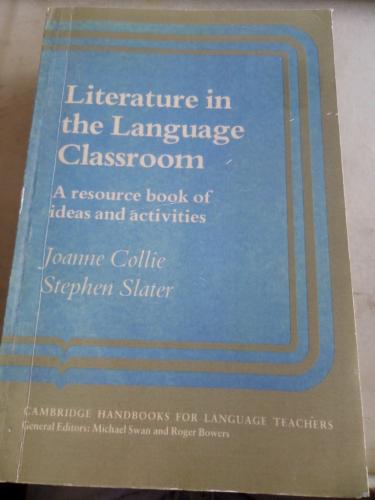 Literature in
the Language
Classroom
A resource book of
ideas and activities
Joanne Collie
Stephen Slater
CAMBRIDGE HANDBOOKS FOR LANGUAGE TEACHERS
General Editors: Michael Swan and Roger Bowers